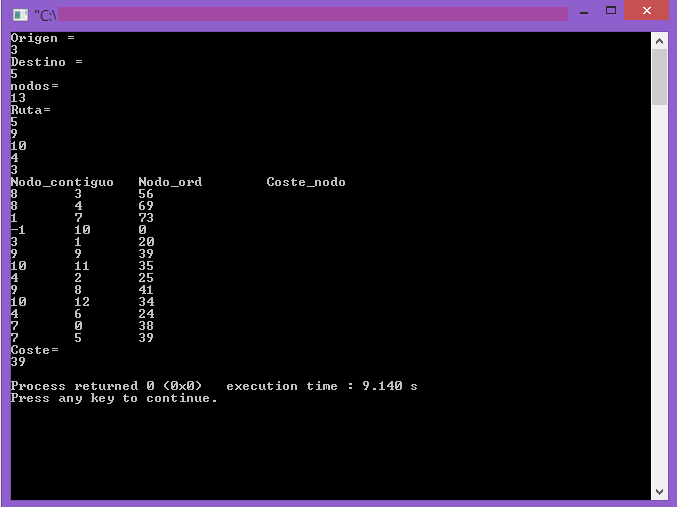 "C:\
Origen =
3
Destino =
5
nodos=
13
Ruta=
5
9
10
4
3
Nodo_contiguo Nodo_ord Coste_nodo
8 3 56
8 4 69
1 7 73
-1 10 0
3 1 20
9 9 39
10 11 35
4 2 25
9 8 41
10 12 34
4 6 24
7 0 38
7 5 39
Coste=
39
Process returned 0 (0x0) execution time : 9.140 s
Press any key to continue.